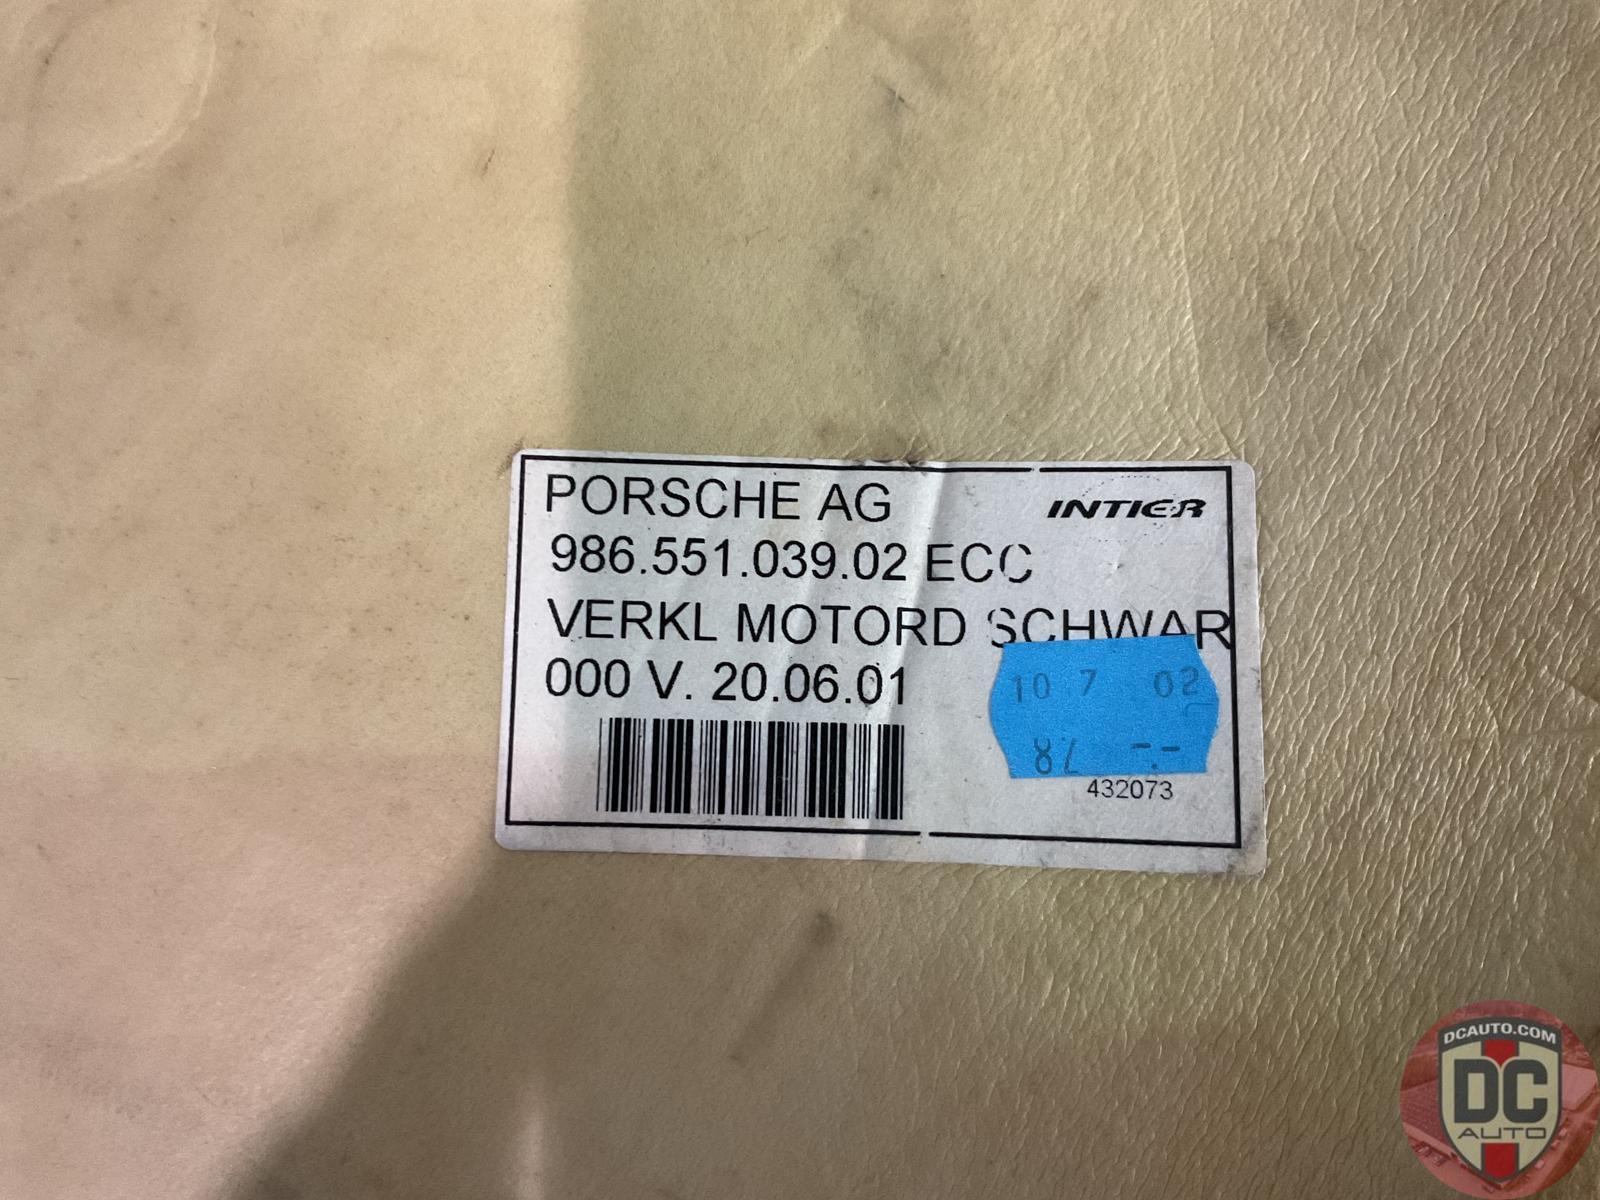 PORSCHE AG
INTIER
986.551.039.02 ECC
VERKL MOTORD SCHWAR
000 V. 20.06.01
10 7 02
432073
DCAUTO.COM
DC
AUTO